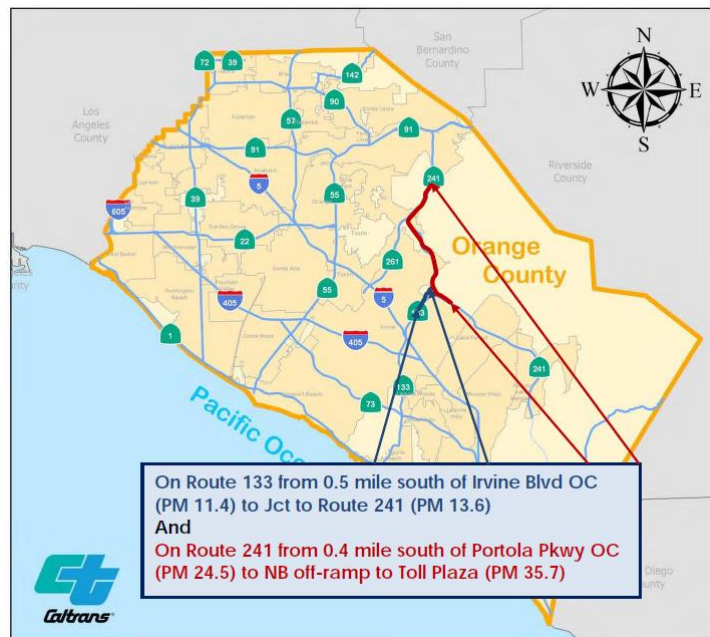 San
Bernardino
County
N
W
E
S
Los
Angeles
County
Riverside
County
72
39
142
90
57
91
91
5
241
55
39
605
22
261
Orange
County
55
405
5
405
1
241
133
73
Pacific Oce
On Route 133 from 0.5 mile south of Irvine Blvd OC
(PM 11.4) to Jct to Route 241 (PM 13.6)
And
On Route 241 from 0.4 mile south of Portola Pkwy OC
(PM 24.5) to NB off-ramp to Toll Plaza (PM 35.7)
Diego
ounty
Caltrans